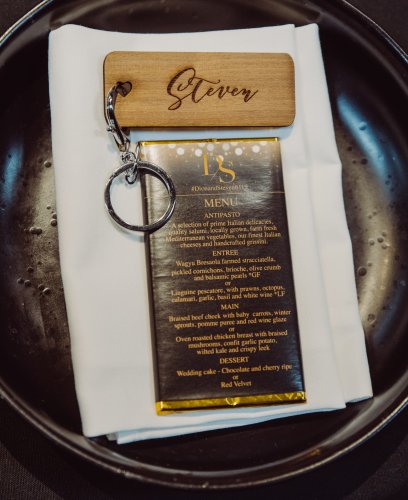 Steven
D
S
MENU
ANTIPASTO
A selection of prime Italian delicacies,
quality salumi, locally grown, farm fresh
Mediterranean vegetables, our finest Italian
cheeses and handcrafted grissini.
ENTREE
Wagyu Bresaola farmed stracciatella,
pickled cornichons, brioche, olive crumb
and balsamic pearls *GF
or
Linguine pescatore, with prawns, octopus,
calamari, garlic, basil and white wine *LF
MAIN
Braised beef cheek with baby carrots, winter
sprouts, pomme puree and red wine glaze
or
Oven roasted chicken breast with braised
mushrooms, confit garlic potato,
wilted kale and crispy leek
DESSERT
Wedding cake - Chocolate and cherry ripe
or
Red Velvet